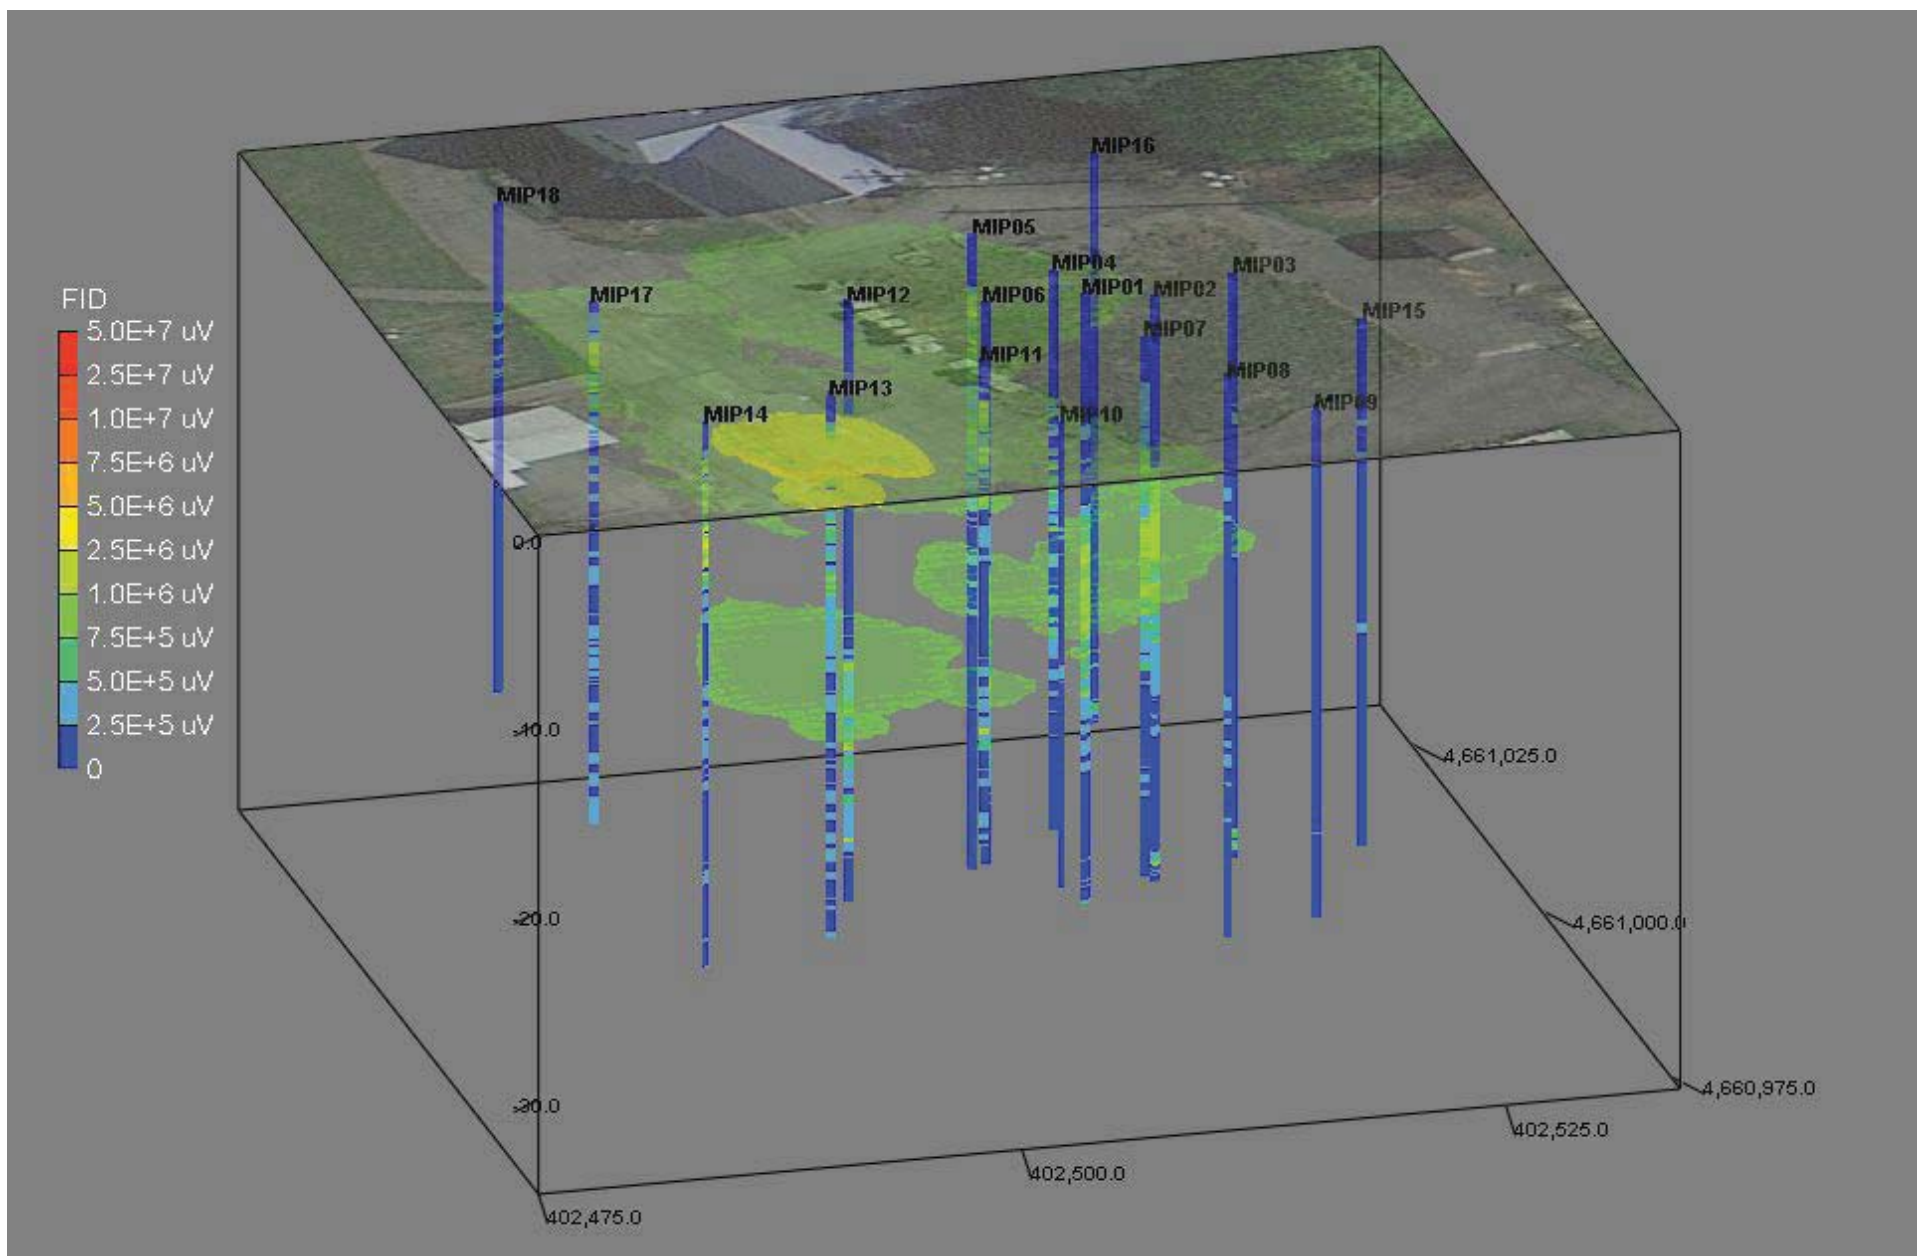 MIP16
MIP18
MIP05
MIP04
MIP03
MIP17
MIP12
MIP06
MIP01
MIP02
MIP15
MIP07
MIP11
MIP08
MIP13
MIP14
MIP10
MIP09
FID
5.0E+7 uV
2.5E+7 uV
1.0E+7 uV
7.5E+6 uV
5.0E+6 uV
2.5E+6 uV
1.0E+6 uV
7.5E+5 uV
5.0E+5 uV
2.5E+5 uV
0
0.0
-10.0
-20.0
-30.0
4,661,025.0
4,661,000.0
4,660,975.0
402,525.0
402,500.0
402,475.0